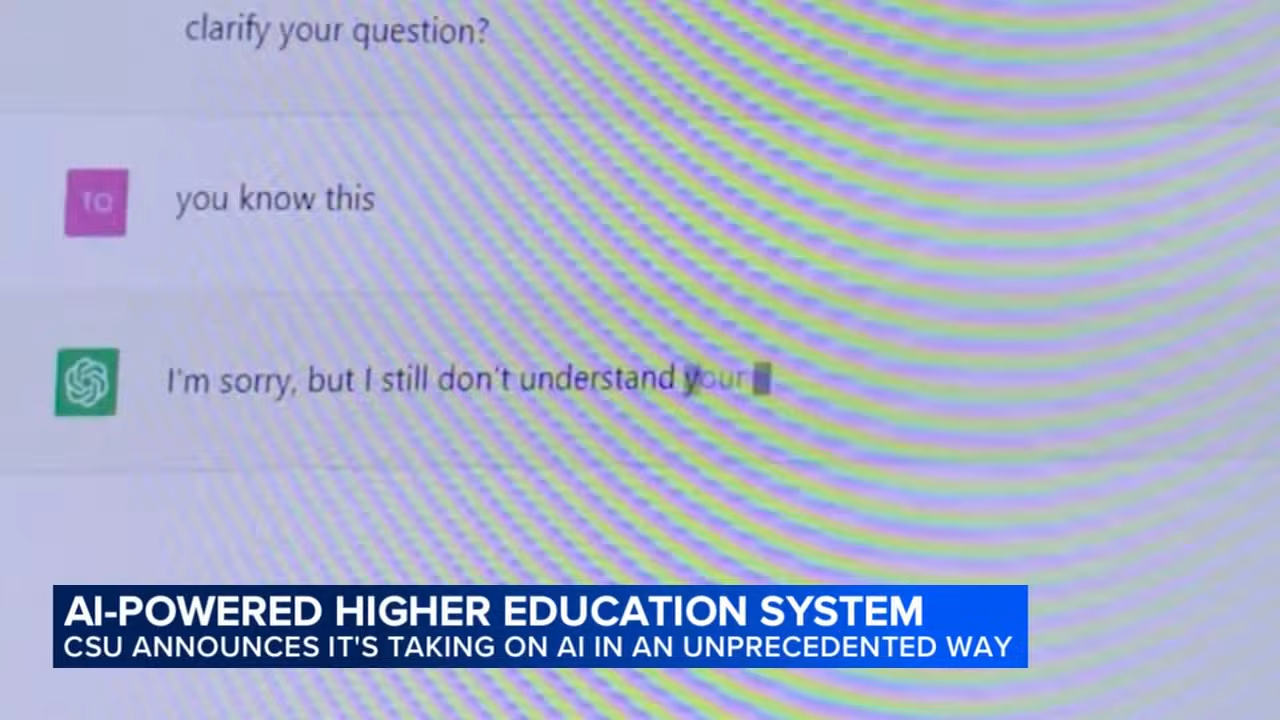 clarify your question?
TO
you know this
I'm sorry, but I still don't understand your
AI-POWERED HIGHER EDUCATION SYSTEM
CSU ANNOUNCES IT'S TAKING ON AI IN AN UNPRECEDENTED WAY